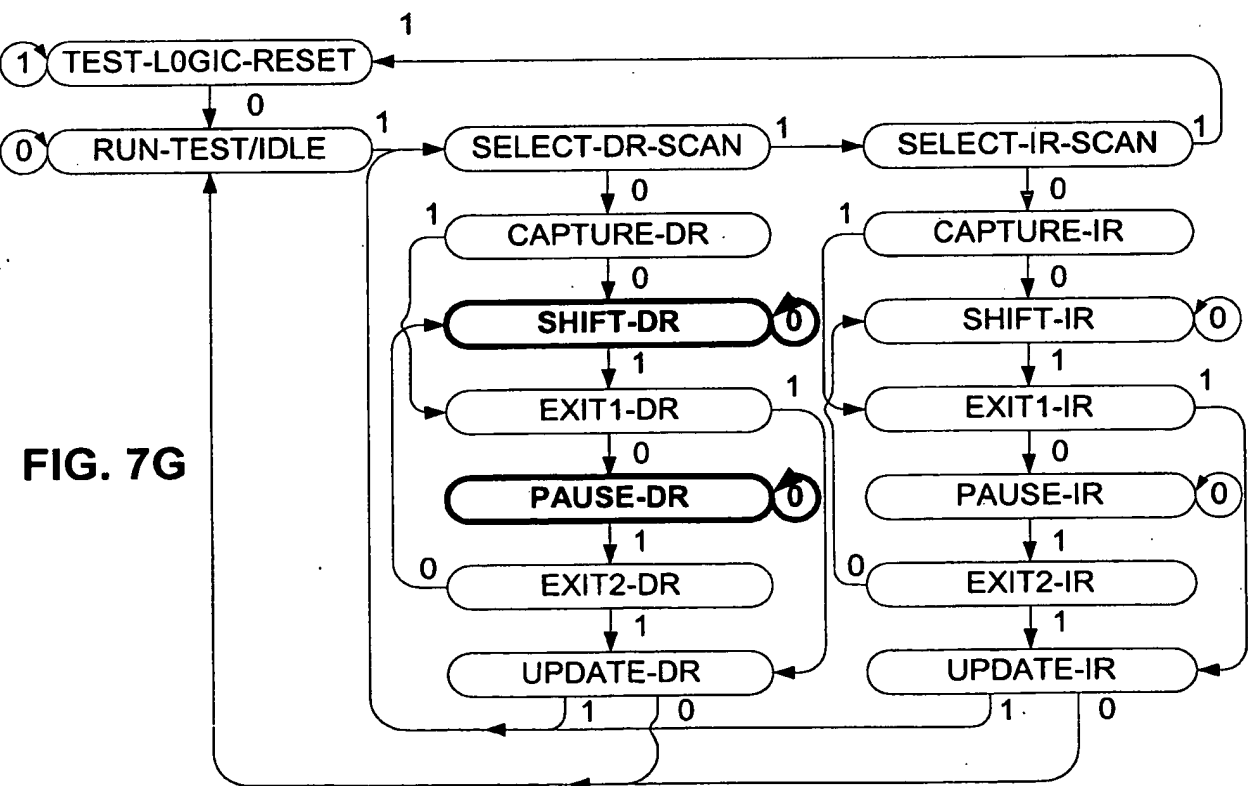 1
1 TEST-L0GIC-RESET
0
0 RUN-TEST/IDLE 1 SELECT-DR-SCAN 1 SELECT-IR-SCAN 1
0 0
1 CAPTURE-DR 1 CAPTURE-IR
0 0
SHIFT-DR 0 SHIFT-IR 0
1 1
EXIT1-DR 1 EXIT1-IR 1
0 0
FIG. 7G
PAUSE-DR 0 PAUSE-IR 0
1 1
0 EXIT2-DR 0 EXIT2-IR
1 1
UPDATE-DR UPDATE-IR
1 0 1 0